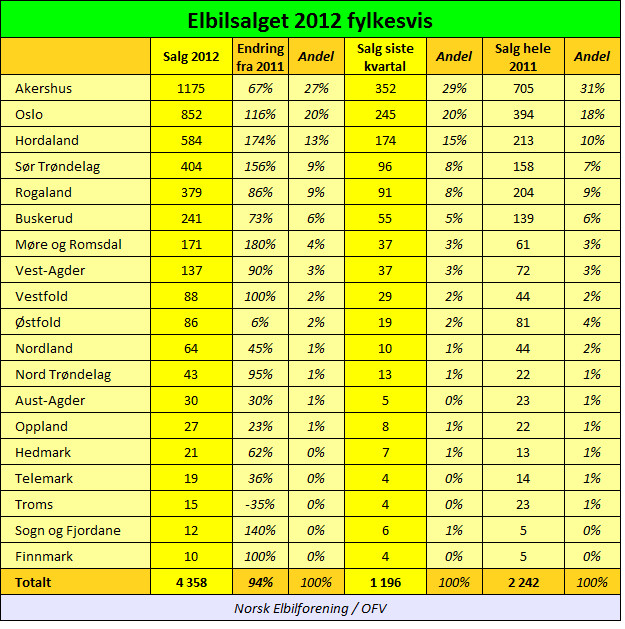 Elbilsalget 2012 fylkesvis
Salg 2012 Endring fra 2011 Andel Salg siste kvartal Andel Salg hele 2011 Andel
Akershus 1175 67% 27% 352 29% 705 31%
Oslo 852 116% 20% 245 20% 394 18%
Hordaland 584 174% 13% 174 15% 213 10%
Sør Trøndelag 404 156% 9% 96 8% 158 7%
Rogaland 379 86% 9% 91 8% 204 9%
Buskerud 241 73% 6% 55 5% 139 6%
Møre og Romsdal 171 180% 4% 37 3% 61 3%
Vest-Agder 137 90% 3% 37 3% 72 3%
Vestfold 88 100% 2% 29 2% 44 2%
Østfold 86 6% 2% 19 2% 81 4%
Nordland 64 45% 1% 10 1% 44 2%
Nord Trøndelag 43 95% 1% 13 1% 22 1%
Aust-Agder 30 30% 1% 5 0% 23 1%
Oppland 27 23% 1% 8 1% 22 1%
Hedmark 21 62% 0% 7 1% 13 1%
Telemark 19 36% 0% 4 0% 14 1%
Troms 15 -35% 0% 4 0% 23 1%
Sogn og Fjordane 12 140% 0% 6 1% 5 0%
Finnmark 10 100% 0% 4 0% 5 0%
Totalt 4 358 94% 100% 1 196 100% 2 242 100%
Norsk Elbilforening / OFV